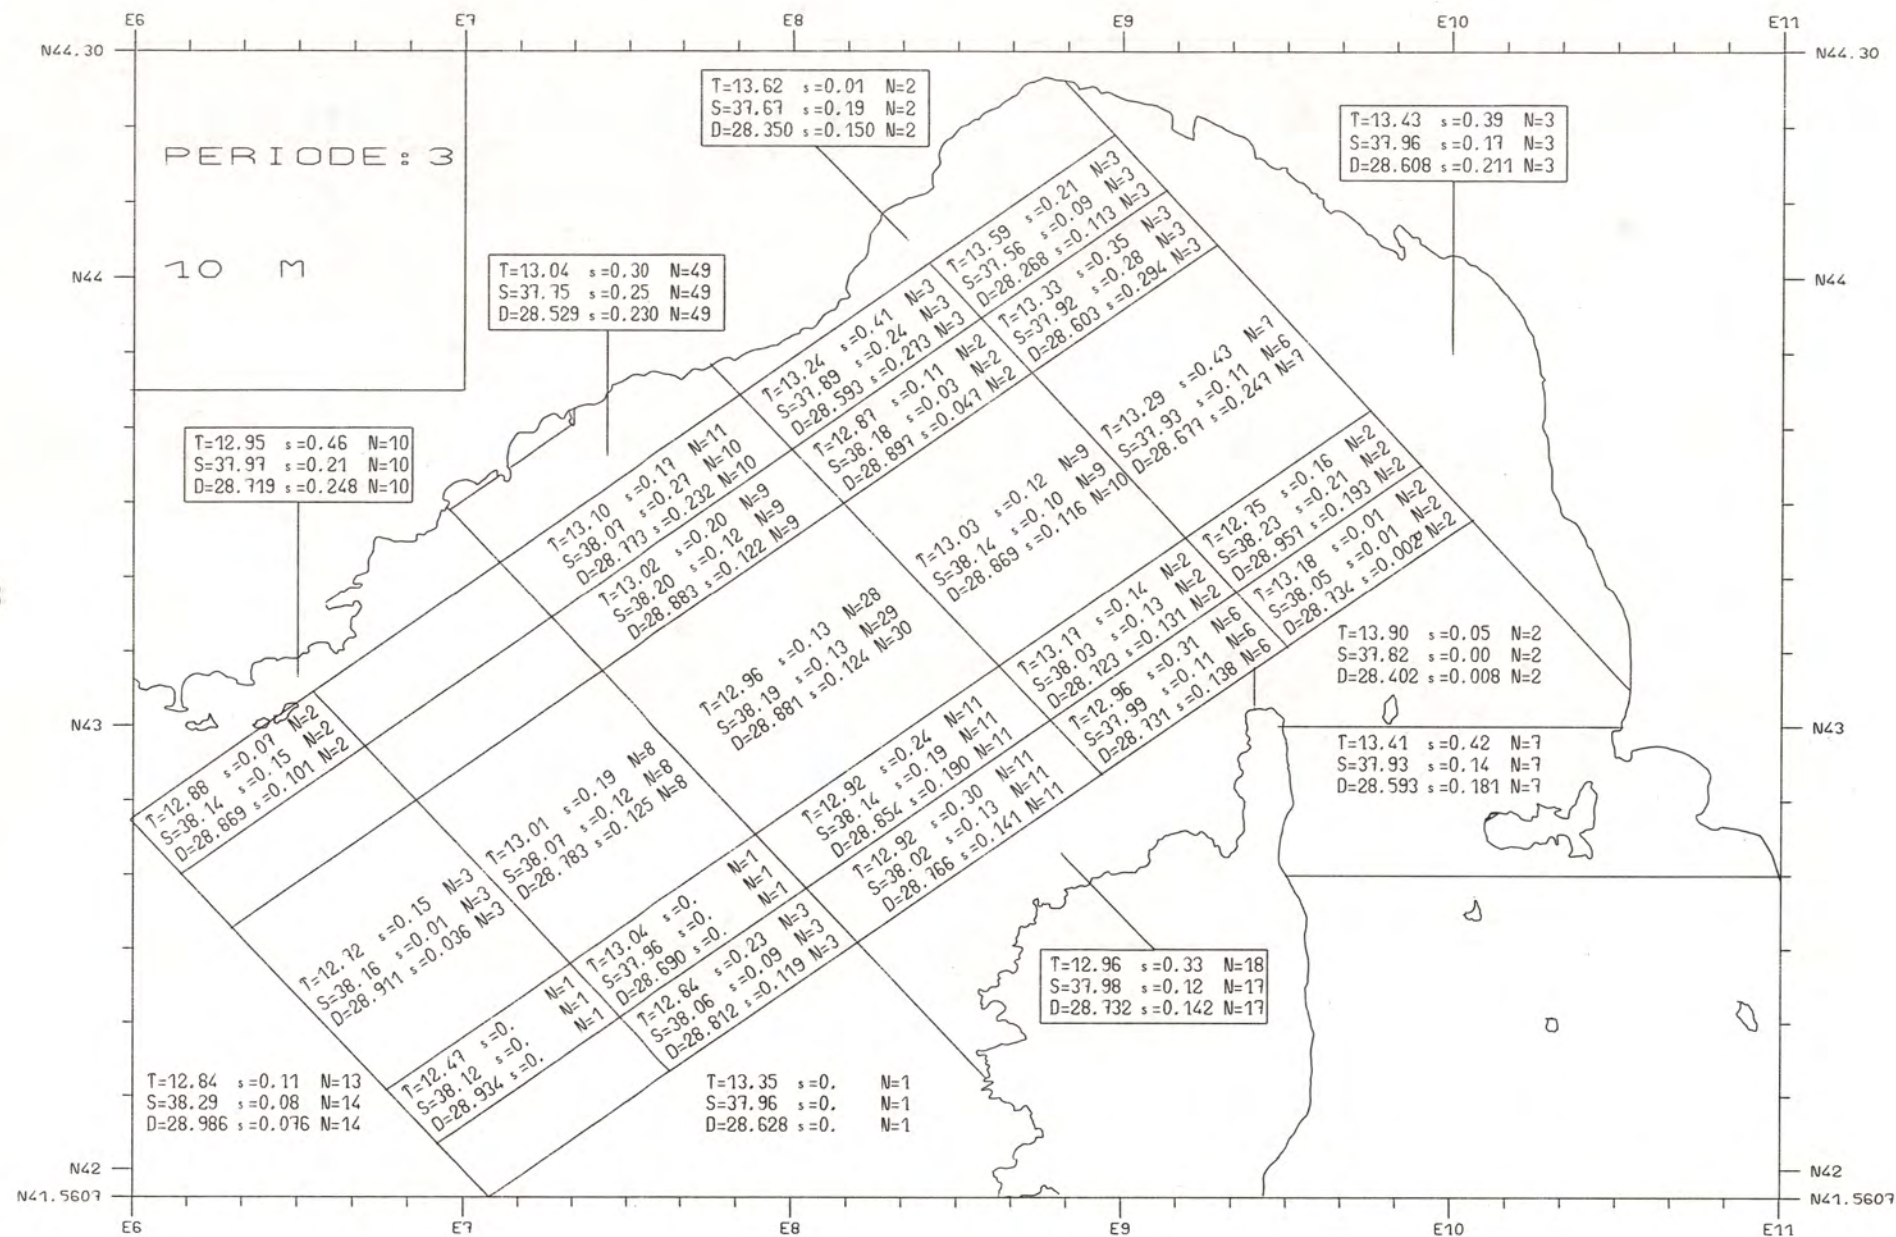 E6 E7 E8 E9 E10 E11
N44.30 N44.30
PERIODE:3
10 M
T=13.62 s=0.01 N=2
S=37.67 s=0.19 N=2
D=28.350 s=0.150 N=2
T=13.43 s=0.39 N=3
S=37.96 s=0.17 N=3
D=28.608 s=0.211 N=3
T=13.04 s=0.30 N=49
S=37.75 s=0.25 N=49
D=28.529 s=0.230 N=49
T=12.95 s=0.46 N=10
S=37.97 s=0.21 N=10
D=28.719 s=0.248 N=10
N44 N44
T=13.59 s=0.21 N=3
S=37.56 s=0.09 N=3
D=28.268 s=0.113 N=3
T=13.33 s=0.35 N=3
S=37.92 s=0.28 N=3
D=28.603 s=0.294 N=3
T=13.24 s=0.41 N=3
S=37.89 s=0.24 N=3
D=28.593 s=0.273 N=3
T=12.87 s=0.11 N=2
S=38.18 s=0.03 N=2
D=28.897 s=0.047 N=2
T=13.29 s=0.43 N=7
S=37.93 s=0.11 N=6
D=28.677 s=0.247 N=7
T=13.10 s=0.17 N=11
S=38.07 s=0.27 N=10
D=28.773 s=0.232 N=10
T=13.02 s=0.20 N=9
S=38.20 s=0.12 N=9
D=28.883 s=0.122 N=9
T=13.03 s=0.12 N=9
S=38.14 s=0.10 N=9
D=28.869 s=0.116 N=10
T=12.75 s=0.16 N=2
S=38.23 s=0.21 N=2
D=28.957 s=0.193 N=2
T=13.18 s=0.01 N=2
S=38.05 s=0.01 N=2
D=28.734 s=0.002 N=2
T=12.96 s=0.13 N=28
S=38.19 s=0.13 N=29
D=28.881 s=0.124 N=30
T=13.17 s=0.14 N=2
S=38.03 s=0.13 N=2
D=28.723 s=0.131 N=2
T=12.96 s=0.31 N=6
S=37.99 s=0.11 N=6
D=28.731 s=0.138 N=6
T=13.90 s=0.05 N=2
S=37.82 s=0.00 N=2
D=28.402 s=0.008 N=2
N43 N43
T=13.41 s=0.42 N=7
S=37.93 s=0.14 N=7
D=28.593 s=0.181 N=7
T=12.88 s=0.07 N=2
S=38.14 s=0.15 N=2
D=28.869 s=0.101 N=2
T=13.01 s=0.19 N=8
S=38.07 s=0.12 N=8
D=28.783 s=0.125 N=8
T=12.92 s=0.24 N=11
S=38.14 s=0.19 N=11
D=28.854 s=0.190 N=11
T=12.92 s=0.30 N=11
S=38.02 s=0.13 N=11
D=28.766 s=0.141 N=11
T=12.72 s=0.15 N=3
S=38.16 s=0.01 N=3
D=28.911 s=0.036 N=3
T=13.04 s=0. N=1
S=37.96 s=0. N=1
D=28.690 s=0. N=1
T=12.84 s=0.23 N=3
S=38.06 s=0.09 N=3
D=28.812 s=0.119 N=3
T=12.96 s=0.33 N=18
S=37.98 s=0.12 N=17
D=28.732 s=0.142 N=17
T=12.47 s=0. N=1
S=38.12 s=0. N=1
D=28.934 s=0. N=1
T=12.84 s=0.11 N=13
S=38.29 s=0.08 N=14
D=28.986 s=0.076 N=14
T=13.35 s=0. N=1
S=37.96 s=0. N=1
D=28.628 s=0. N=1
N42 N42
N41.5607 N41.5607
E6 E7 E8 E9 E10 E11